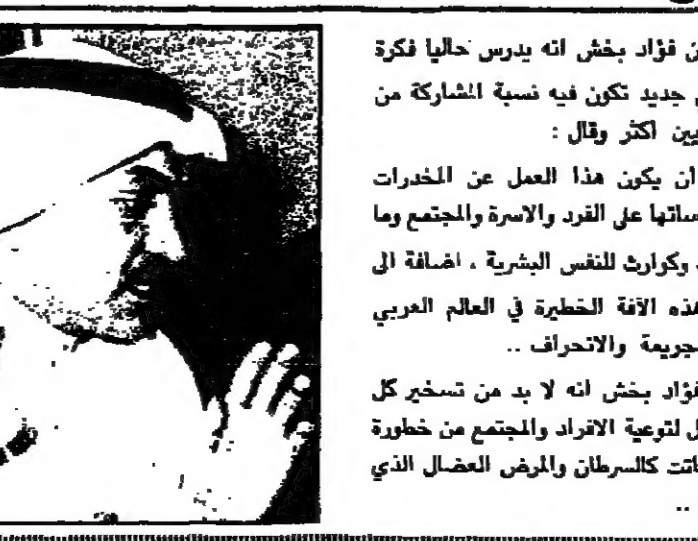 ن فؤاد بخش انه يدرس حاليا فكرة
جديد تكون فيه نسبة المشاركة من
يين اكثر وقال :
ان يكون هذا العمل عن المخدرات
ساتها على الفرد والاسرة والمجتمع وما
وكوارث للنفس البشرية ، اضافة الى
هذه الآفة الخطيرة في العالم العربي
جريمة والانحراف ..
فؤاد بخش انه لا بد من تسخير كل
ل لتوعية الافراد والمجتمع من خطورة
اتت كالسرطان والمرض العضال الذي
..